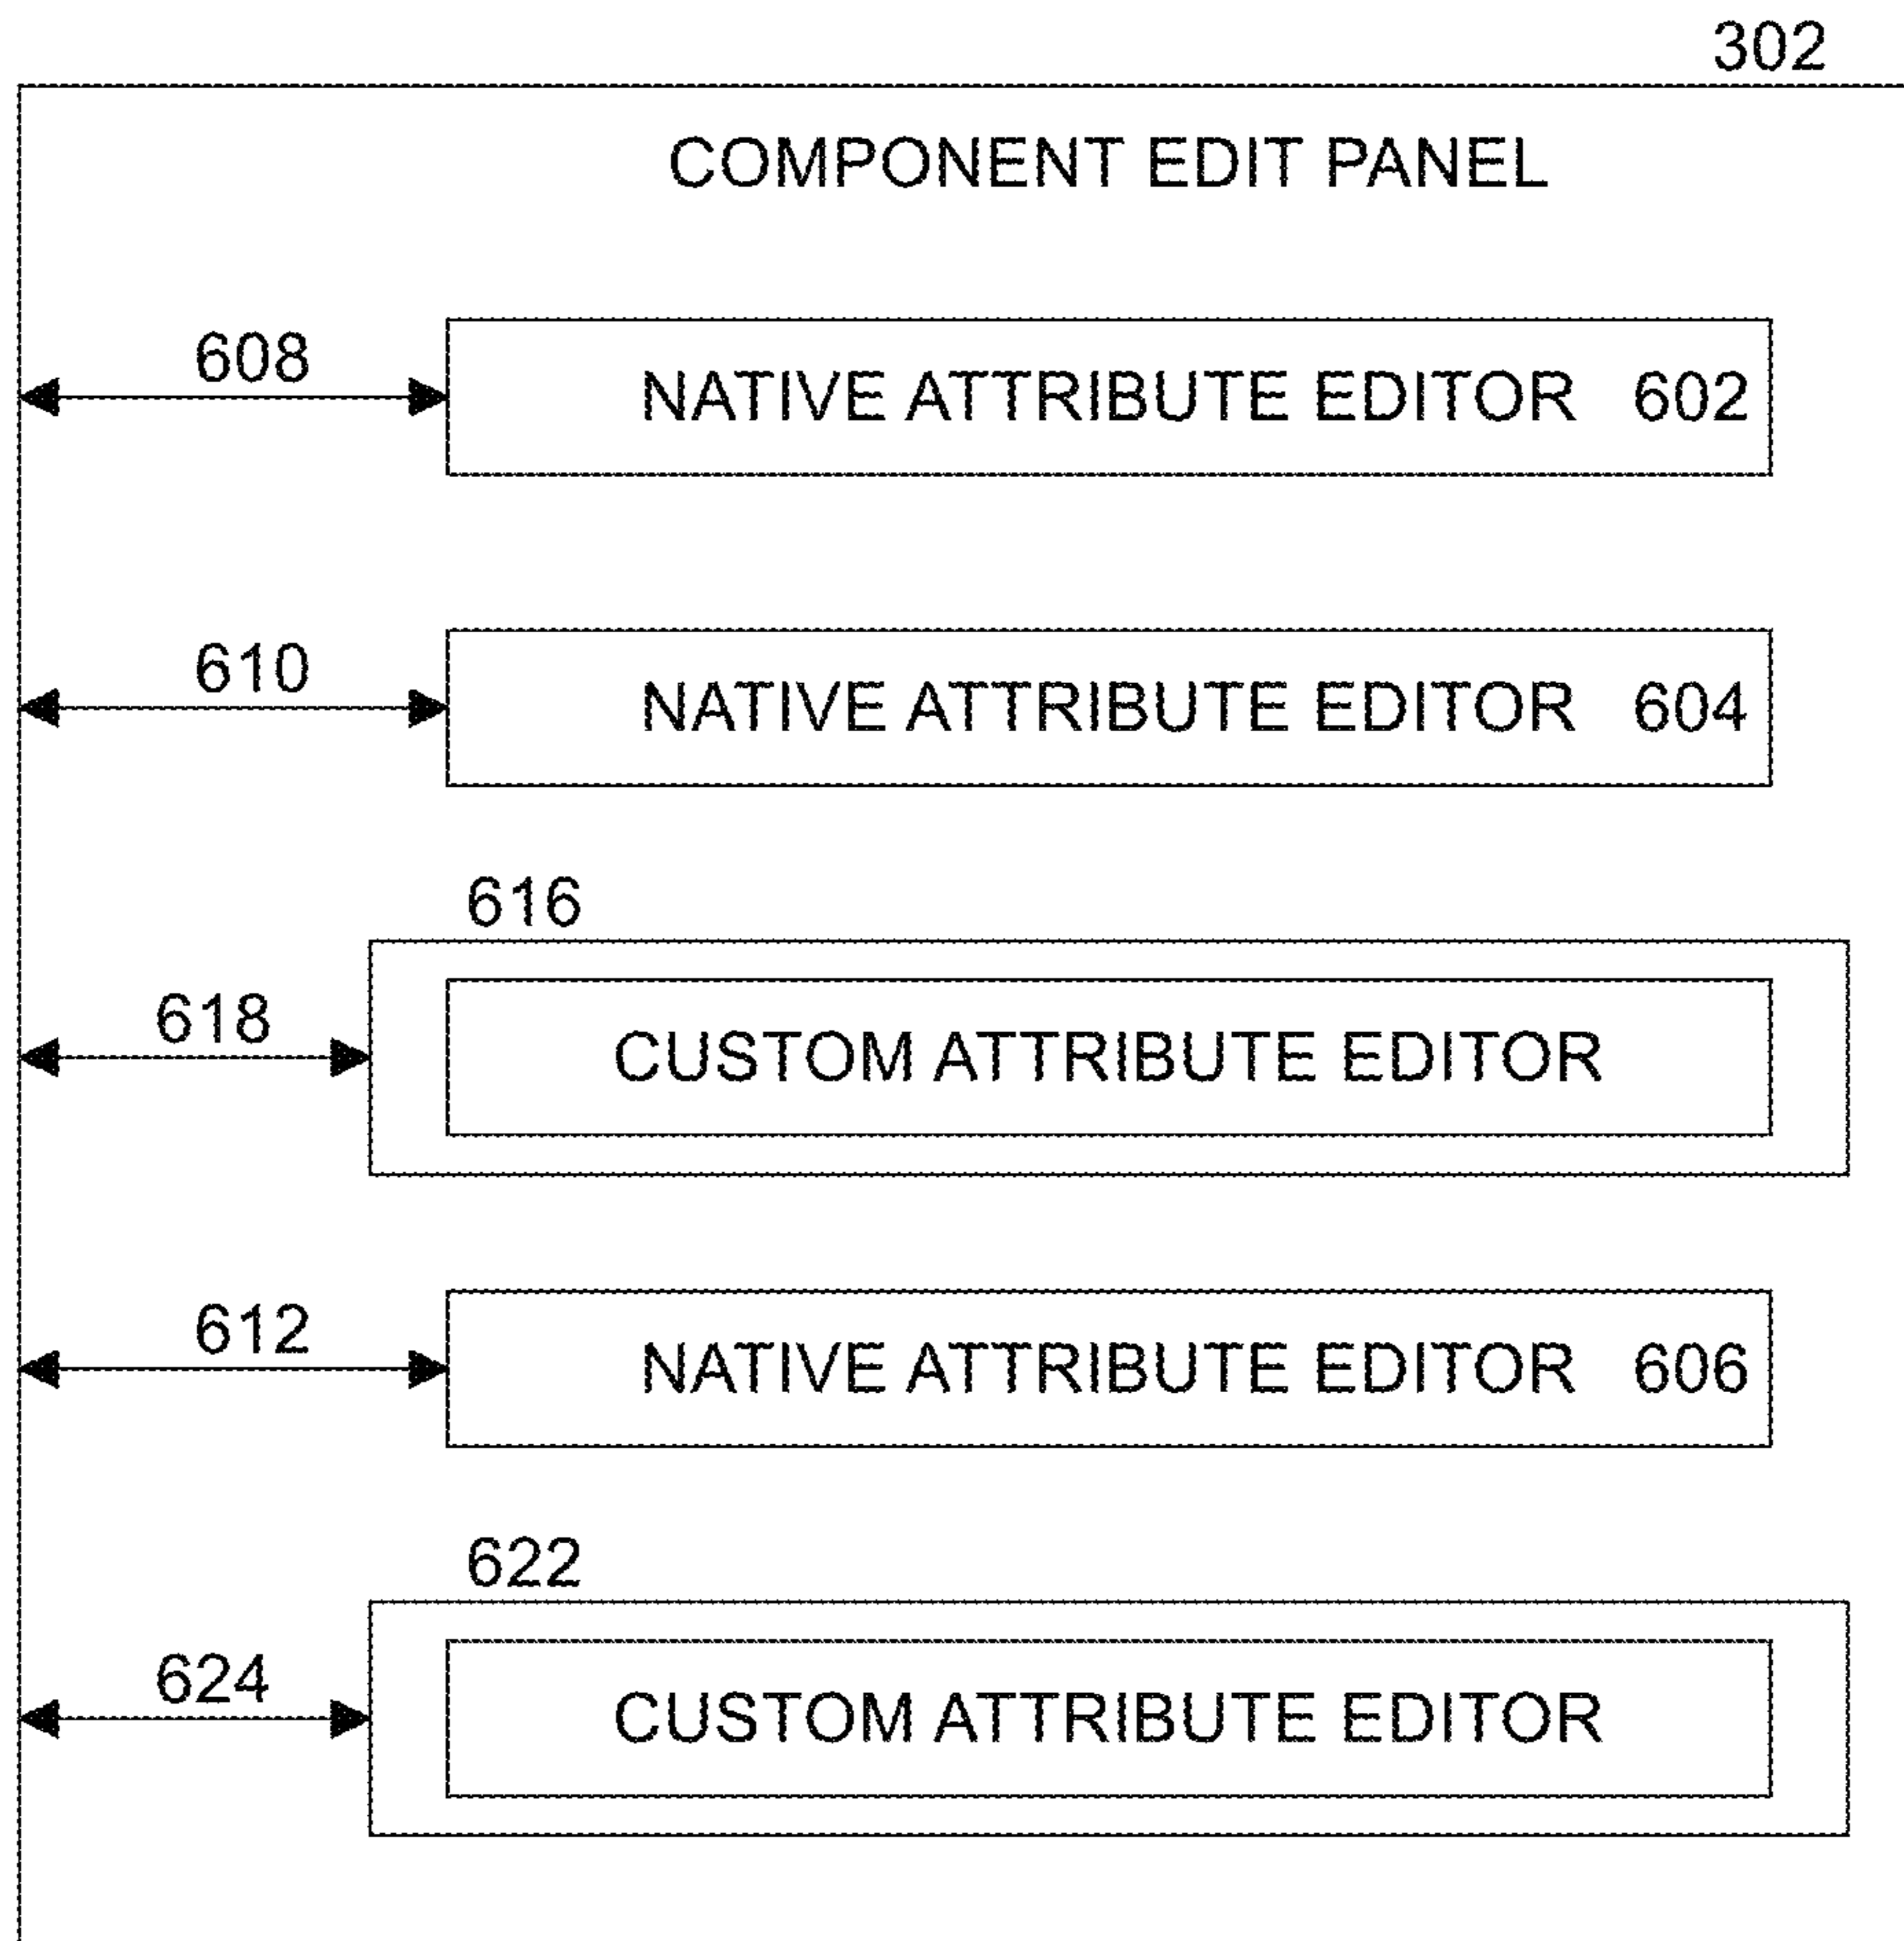 302
COMPONENT EDIT PANEL
608
NATIVE ATTRIBUTE EDITOR 602
610
NATIVE ATTRIBUTE EDITOR 604
616
618
CUSTOM ATTRIBUTE EDITOR
612
NATIVE ATTRIBUTE EDITOR 606
622
624
CUSTOM ATTRIBUTE EDITOR